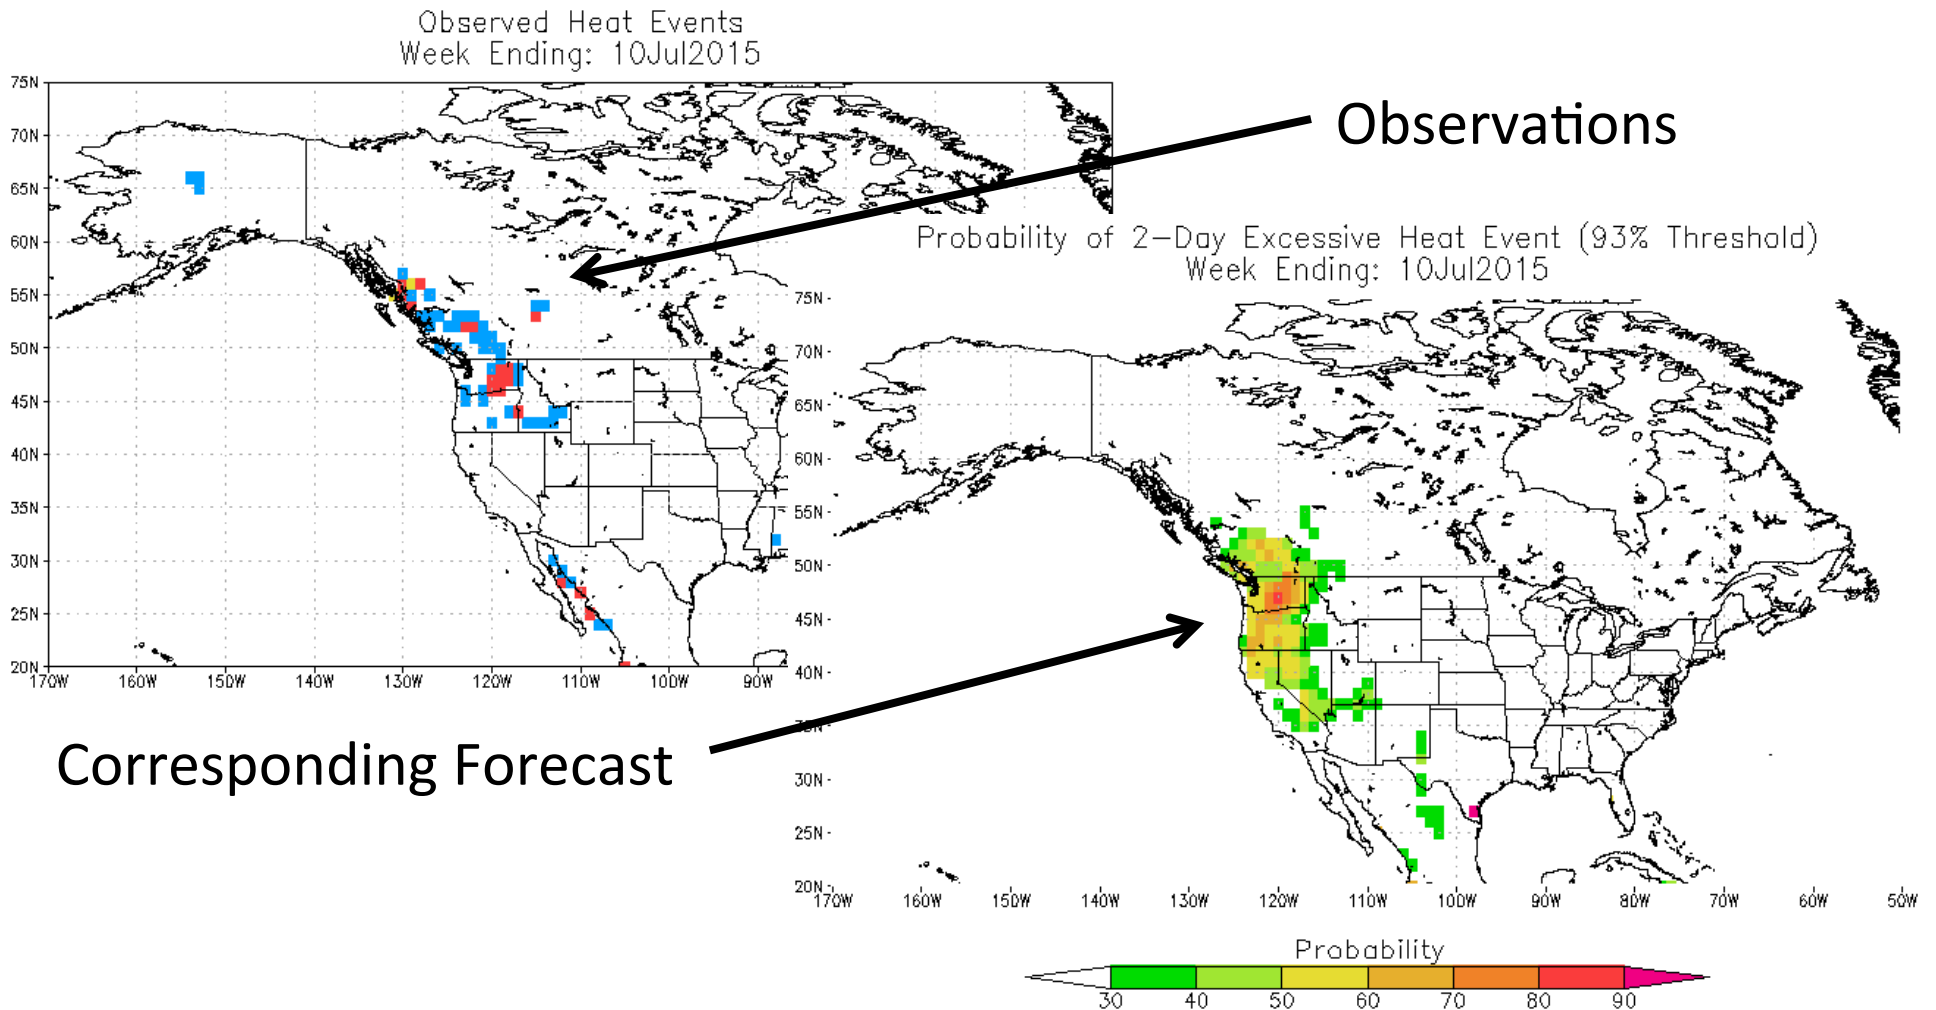 Observed Heat Events
Week Ending: 10Jul2015
75N
70N
65N
60N
55N
50N
45N
40N
35N
30N
25N
20N
170W 160W 150W 140W 130W 120W 110W 100W 90W
Observations
Probability of 2-Day Excessive Heat Event (93% Threshold)
Week Ending: 10Jul2015
75N
70N
65N
60N
55N
50N
45N
40N
35N
30N
25N
20N
170W 160W 150W 140W 130W 120W 110W 100W 90W 80W 70W 60W 50W
Corresponding Forecast
Probability
30 40 50 60 70 80 90